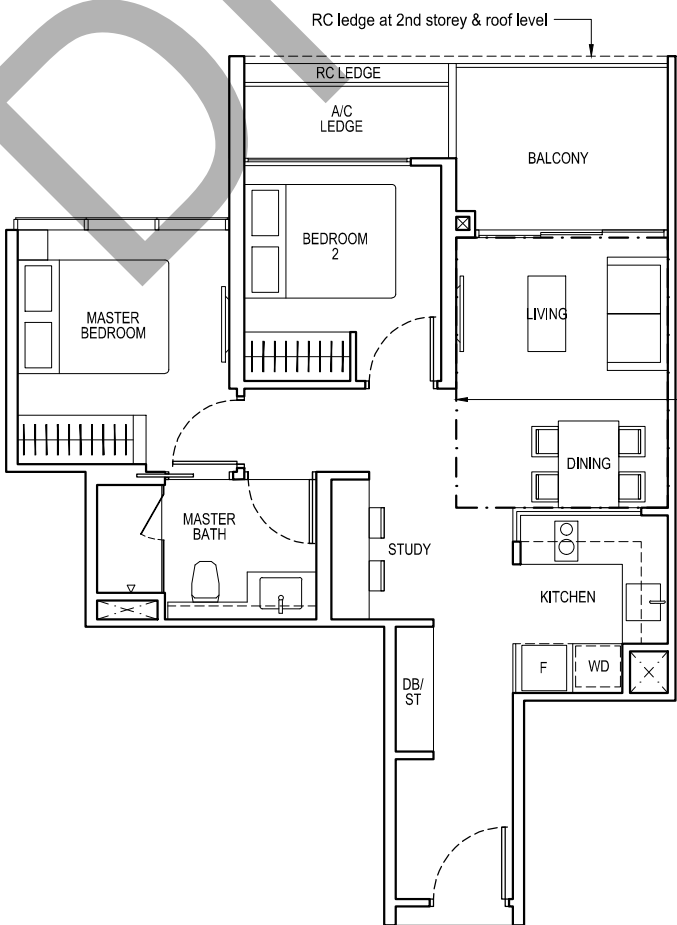 RC ledge at 2nd storey & roof level
RC LEDGE
A/C
LEDGE
BALCONY
BEDROOM
2
MASTER
BEDROOM
LIVING
DINING
MASTER
BATH
STUDY
KITCHEN
F
WD
DB/
ST